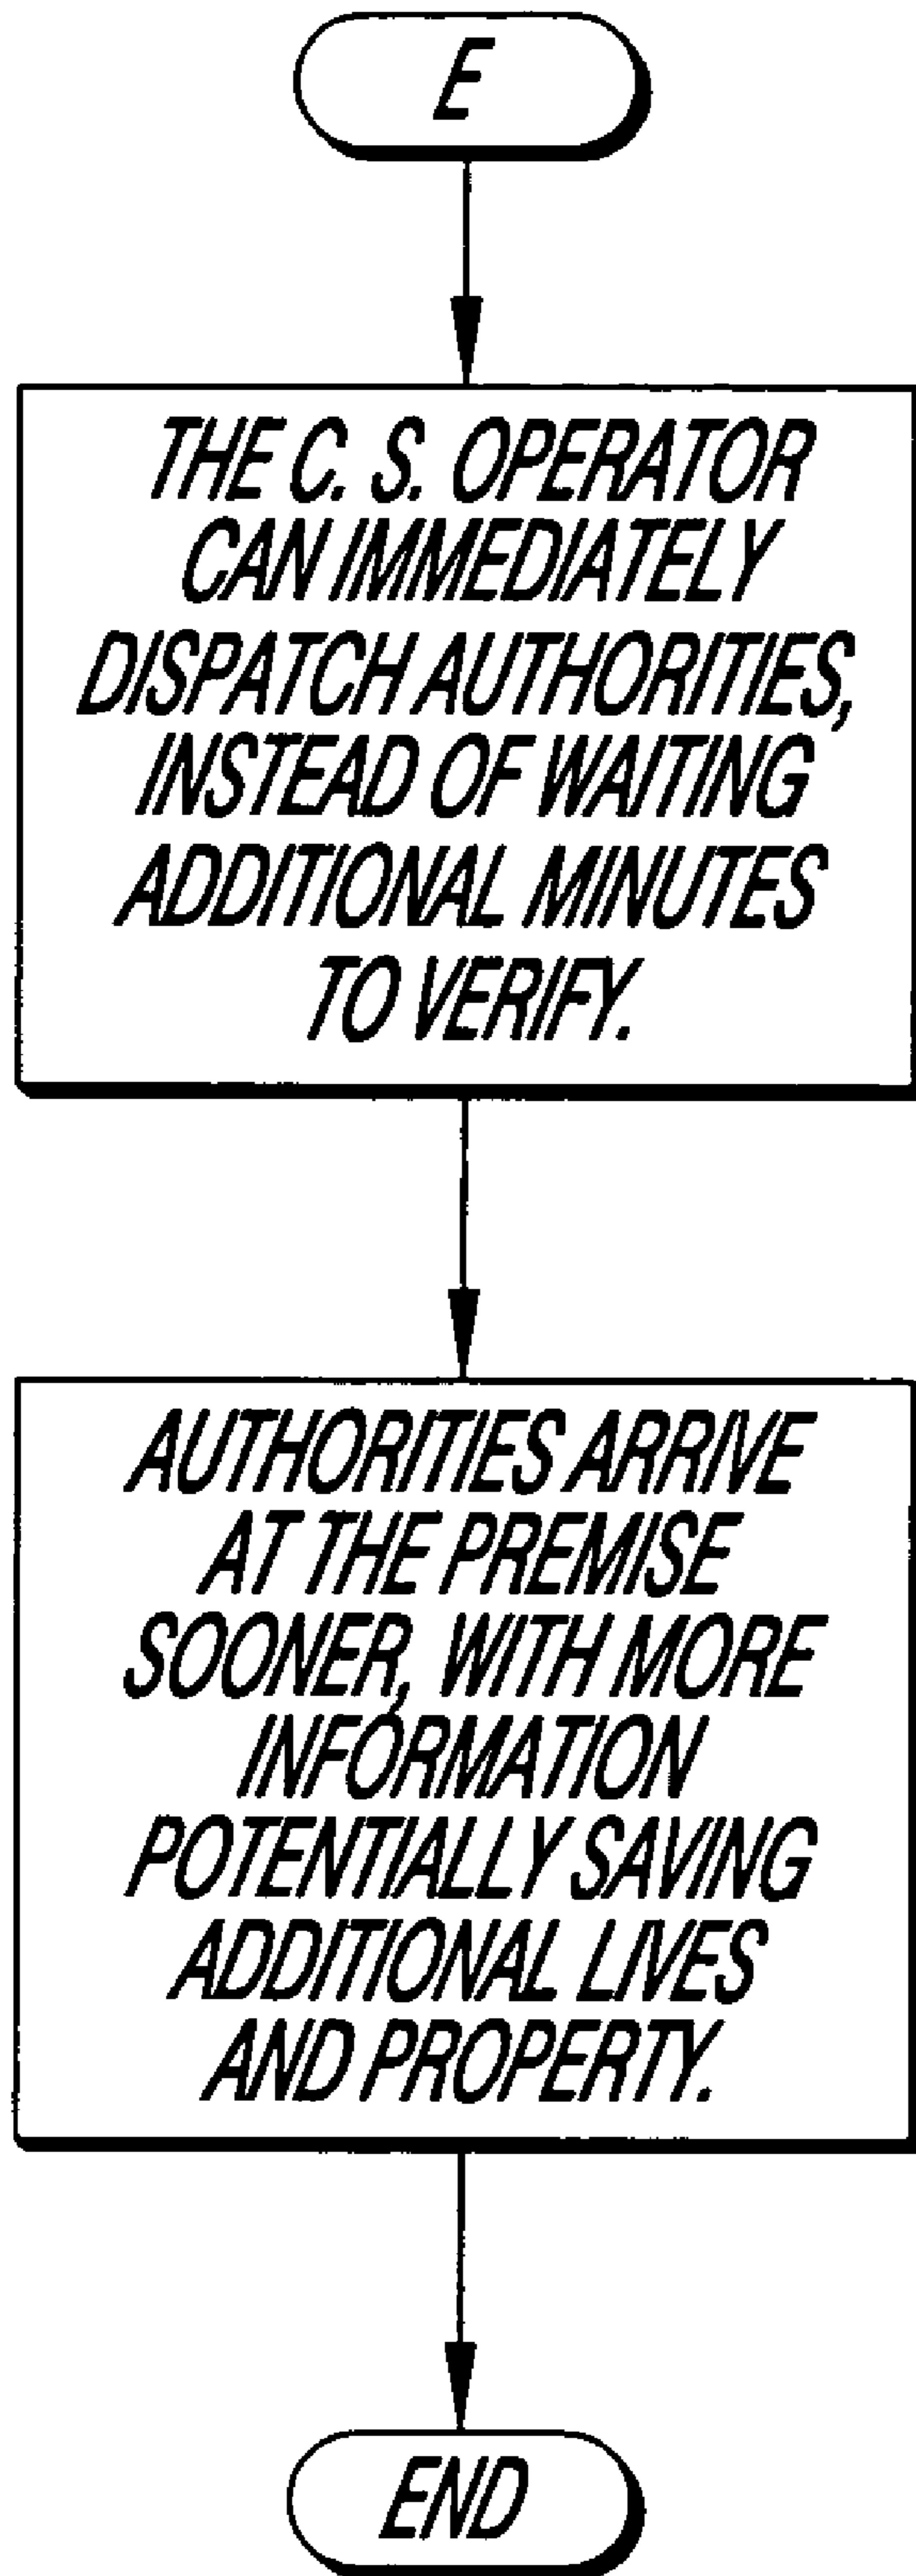 E
THE C. S. OPERATOR
CAN IMMEDIATELY
DISPATCH AUTHORITIES,
INSTEAD OF WAITING
ADDITIONAL MINUTES
TO VERIFY.
AUTHORITIES ARRIVE
AT THE PREMISE
SOONER, WITH MORE
INFORMATION
POTENTIALLY SAVING
ADDITIONAL LIVES
AND PROPERTY.
END